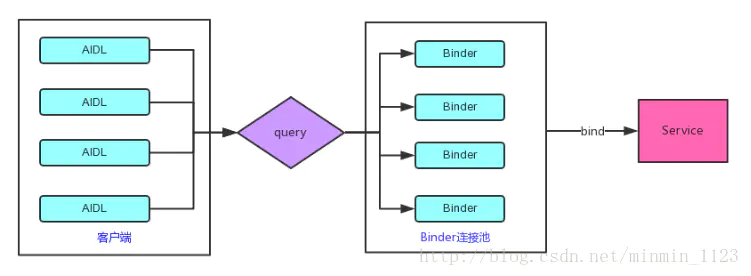 AIDL
AIDL
AIDL
AIDL
客户端
query
Binder
Binder
Binder
Binder
Binder连接池
bind
Service
http://blog.csdn.net/minmin_1123